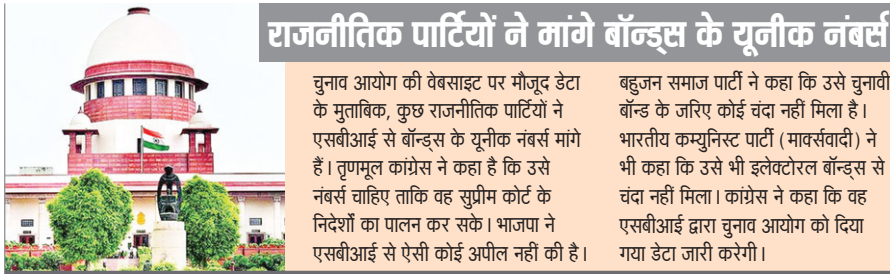 राजनीतिक पार्टियों ने मांगे बॉन्ड्स के यूनीक नंबर्स
चुनाव आयोग की वेबसाइट पर मौजूद डेटा
के मुताबिक, कुछ राजनीतिक पार्टियों ने
एसबीआई से बॉन्ड्स के यूनीक नंबर्स मांगे
हैं। तृणमूल कांग्रेस ने कहा है कि उसे
नंबर्स चाहिए ताकि वह सुप्रीम कोर्ट के
निर्देशों का पालन कर सके। भाजपा ने
एसबीआई से ऐसी कोई अपील नहीं की है।
बहुजन समाज पार्टी ने कहा कि उसे चुनावी
बॉन्ड के जरिए कोई चंदा नहीं मिला है।
भारतीय कम्युनिस्ट पार्टी (मार्क्सवादी) ने
भी कहा कि उसे भी इलेक्टोरल बॉन्ड्स से
चंदा नहीं मिला। कांग्रेस ने कहा कि वह
एसबीआई द्वारा चुनाव आयोग को दिया
गया डेटा जारी करेगी।